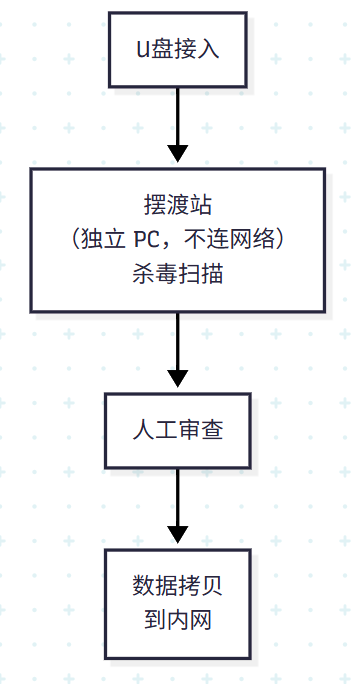 U盘接入
摆渡站
（独立 PC，不连网络）
杀毒扫描
人工审查
数据拷贝
到内网